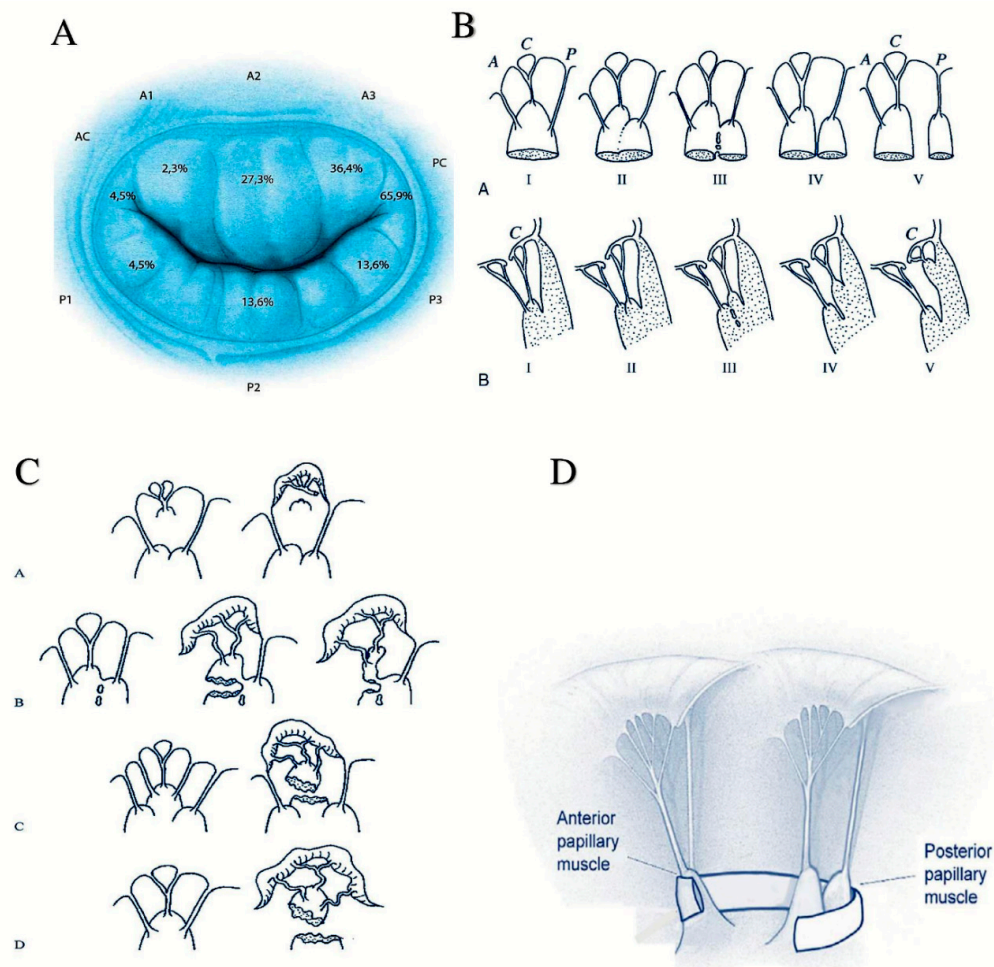 A
A2
A1
A3
AC
PC
2,3%
27,3%
36,4%
4,5%
65,9%
4,5%
13,6%
13,6%
P1
P3
P2
B
A
C
P
A
C
P
A
I
II
III
IV
V
C
C
B
I
II
III
IV
V
C
A
B
C
D
D
Anterior
papillary
muscle
Posterior
papillary
muscle